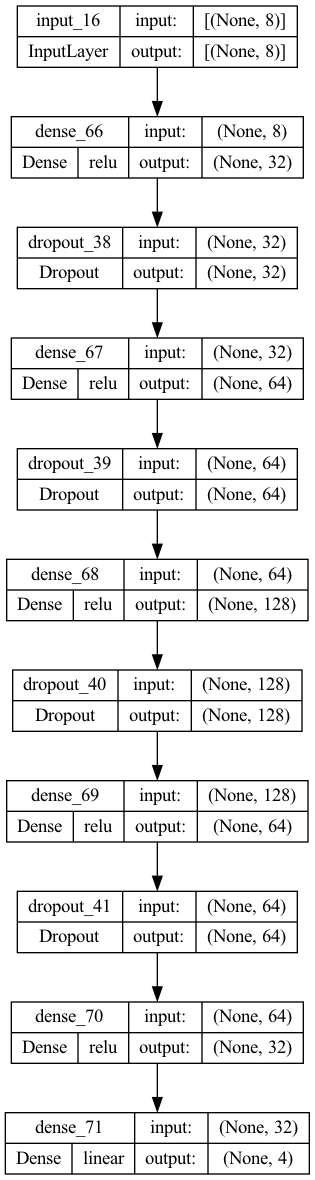 input_16 input: [(None, 8)]
InputLayer output: [(None, 8)]
dense_66 input: (None, 8)
Dense relu output: (None, 32)
dropout_38 input: (None, 32)
Dropout output: (None, 32)
dense_67 input: (None, 32)
Dense relu output: (None, 64)
dropout_39 input: (None, 64)
Dropout output: (None, 64)
dense_68 input: (None, 64)
Dense relu output: (None, 128)
dropout_40 input: (None, 128)
Dropout output: (None, 128)
dense_69 input: (None, 128)
Dense relu output: (None, 64)
dropout_41 input: (None, 64)
Dropout output: (None, 64)
dense_70 input: (None, 64)
Dense relu output: (None, 32)
dense_71 input: (None, 32)
Dense linear output: (None, 4)